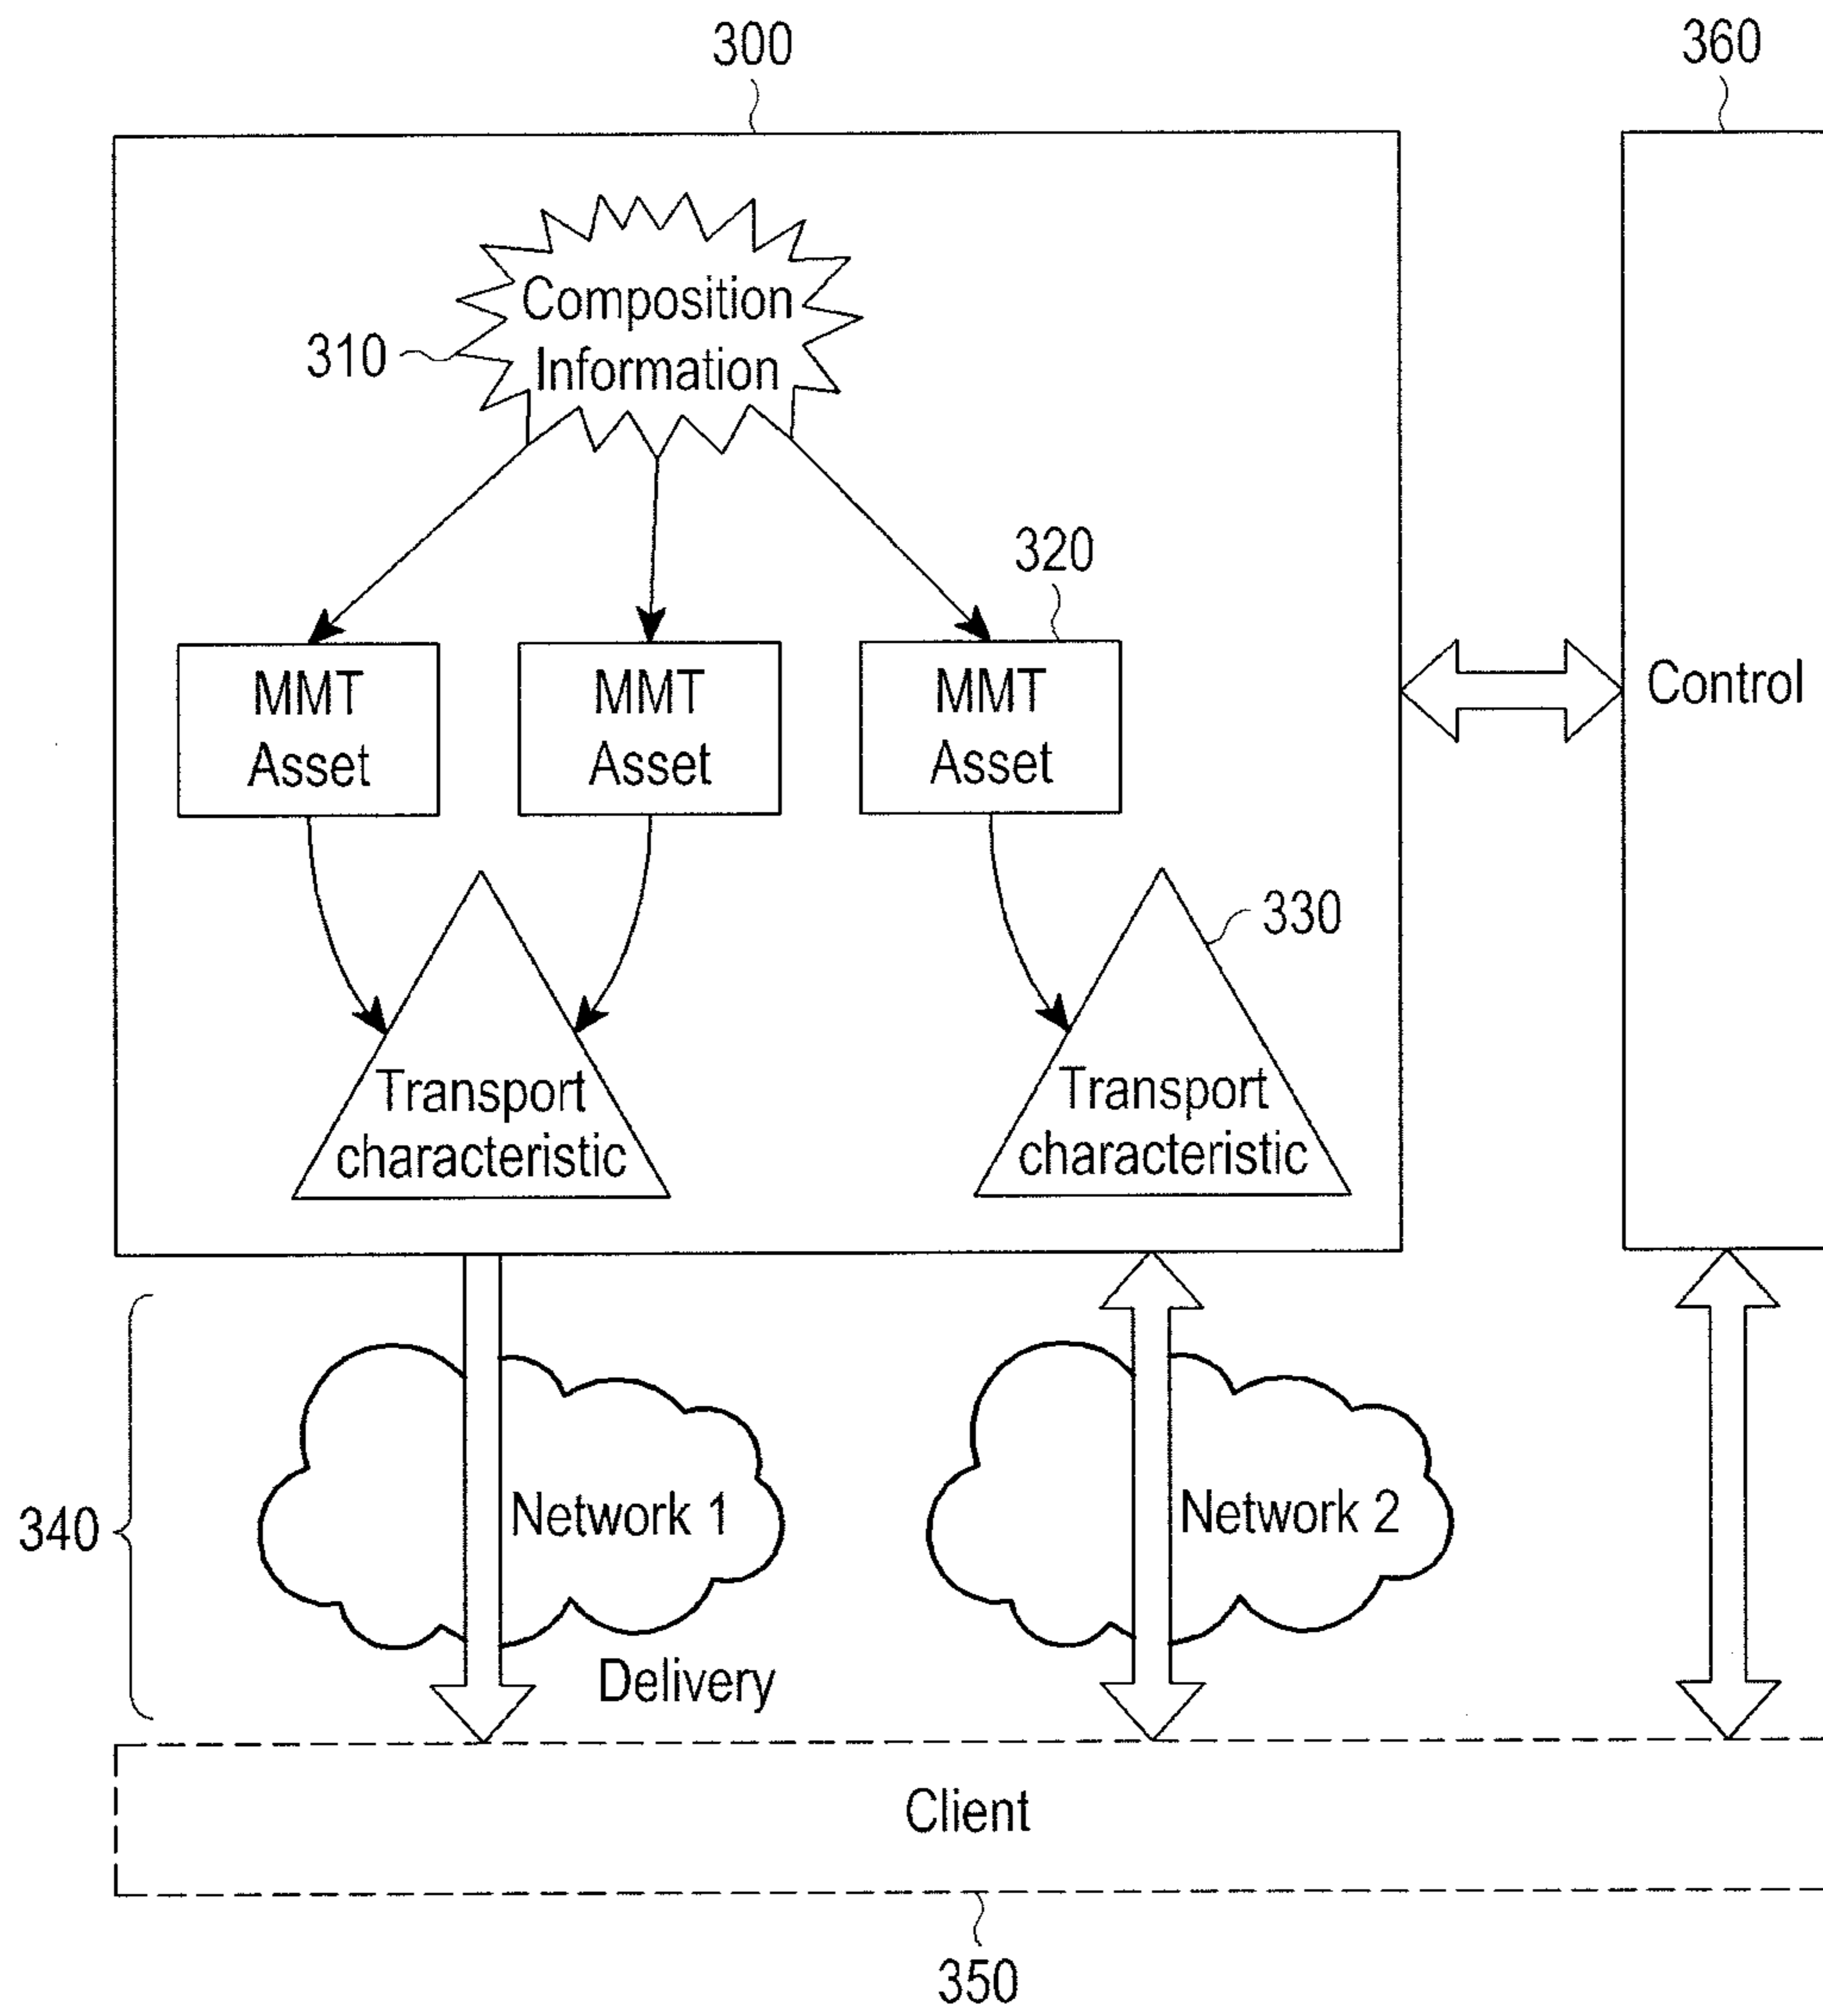 300
360
Composition
Information
310
320
MMT
Asset
MMT
Asset
MMT
Asset
Control
330
Transport
characteristic
Transport
characteristic
340
Network 1
Network 2
Delivery
Client
350